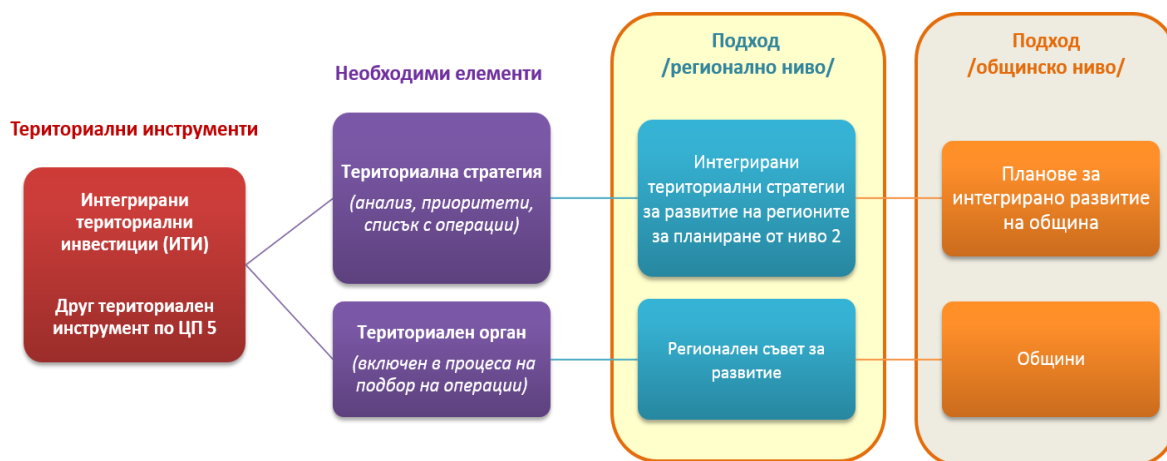 Териториални инструменти
Интегрирани
териториални
инвестиции (ИТИ)
Друг териториален
инструмент по ЦП 5
Необходими елементи
Териториална стратегия
(анализ, приоритети,
списък с операции)
Териториален орган
(включен в процеса на
подбор на операции)
Подход
/регионално ниво/
Интегрирани
териториални стратегии
за развитие на регионите
за планиране от ниво 2
Регионален съвет за
развитие
Подход
/общинско ниво/
Планове за
интегрирано развитие
на община
Общини